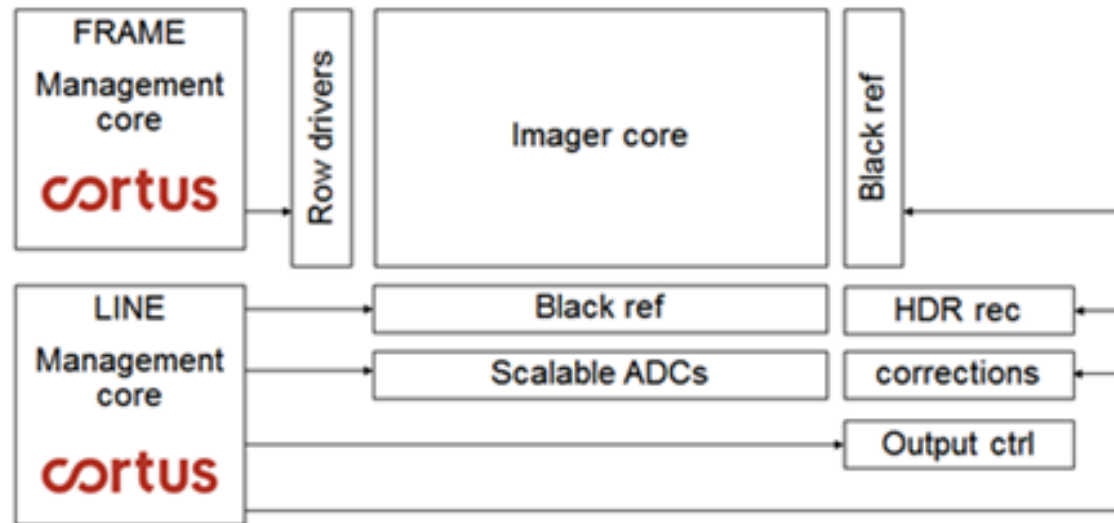 FRAME
Management
core
cortus
Row drivers
Imager core
Black ref
LINE
Management
core
cortus
Black ref
HDR rec
Scalable ADCs
corrections
Output ctrl